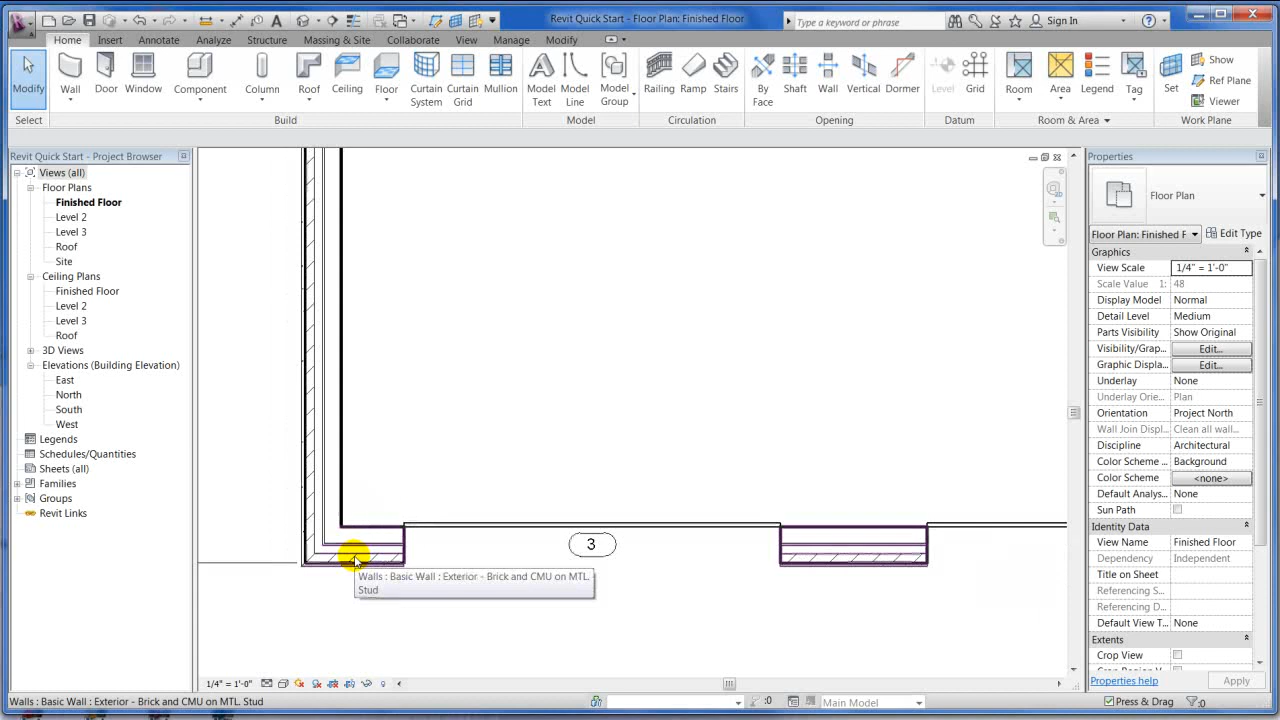 Revit Quick Start - Floor Plan: Finished Floor
Type a keyword or phrase
Sign In
Home Insert Annotate Analyze Structure Massing & Site Collaborate View Manage Modify
Modify Wall Door Window Component Column Roof Ceiling Floor Curtain System Curtain Grid Mullion Model Text Model Line Model Group Railing Ramp Stairs By Face Shaft Wall Vertical Dormer Level Grid Room Area Legend Tag Set Show Ref Plane Viewer
Select Build Model Circulation Opening Datum Room & Area Work Plane
Revit Quick Start - Project Browser
Views (all)
Floor Plans
Finished Floor
Level 2
Level 3
Roof
Site
Ceiling Plans
Finished Floor
Level 2
Level 3
Roof
3D Views
Elevations (Building Elevation)
East
North
South
West
Legends
Schedules/Quantities
Sheets (all)
Families
Groups
Revit Links
3
Walls : Basic Wall : Exterior - Brick and CMU on MTL.
Stud
Properties
Floor Plan
Floor Plan: Finished F Edit Type
Graphics
View Scale 1/4" = 1'-0"
Scale Value 1: 48
Display Model Normal
Detail Level Medium
Parts Visibility Show Original
Visibility/Grap... Edit...
Graphic Displa... Edit...
Underlay None
Underlay Orie... Plan
Orientation Project North
Wall Join Displ... Clean all wall...
Discipline Architectural
Color Scheme ... Background
Color Scheme <none>
Default Analys... None
Sun Path
Identity Data
View Name Finished Floor
Dependency Independent
Title on Sheet
Referencing S...
Referencing D...
Default View T... None
Extents
Crop View
Properties help Apply
1/4" = 1'-0"
Walls : Basic Wall : Exterior - Brick and CMU on MTL. Stud
:0
Main Model
Press & Drag
:0